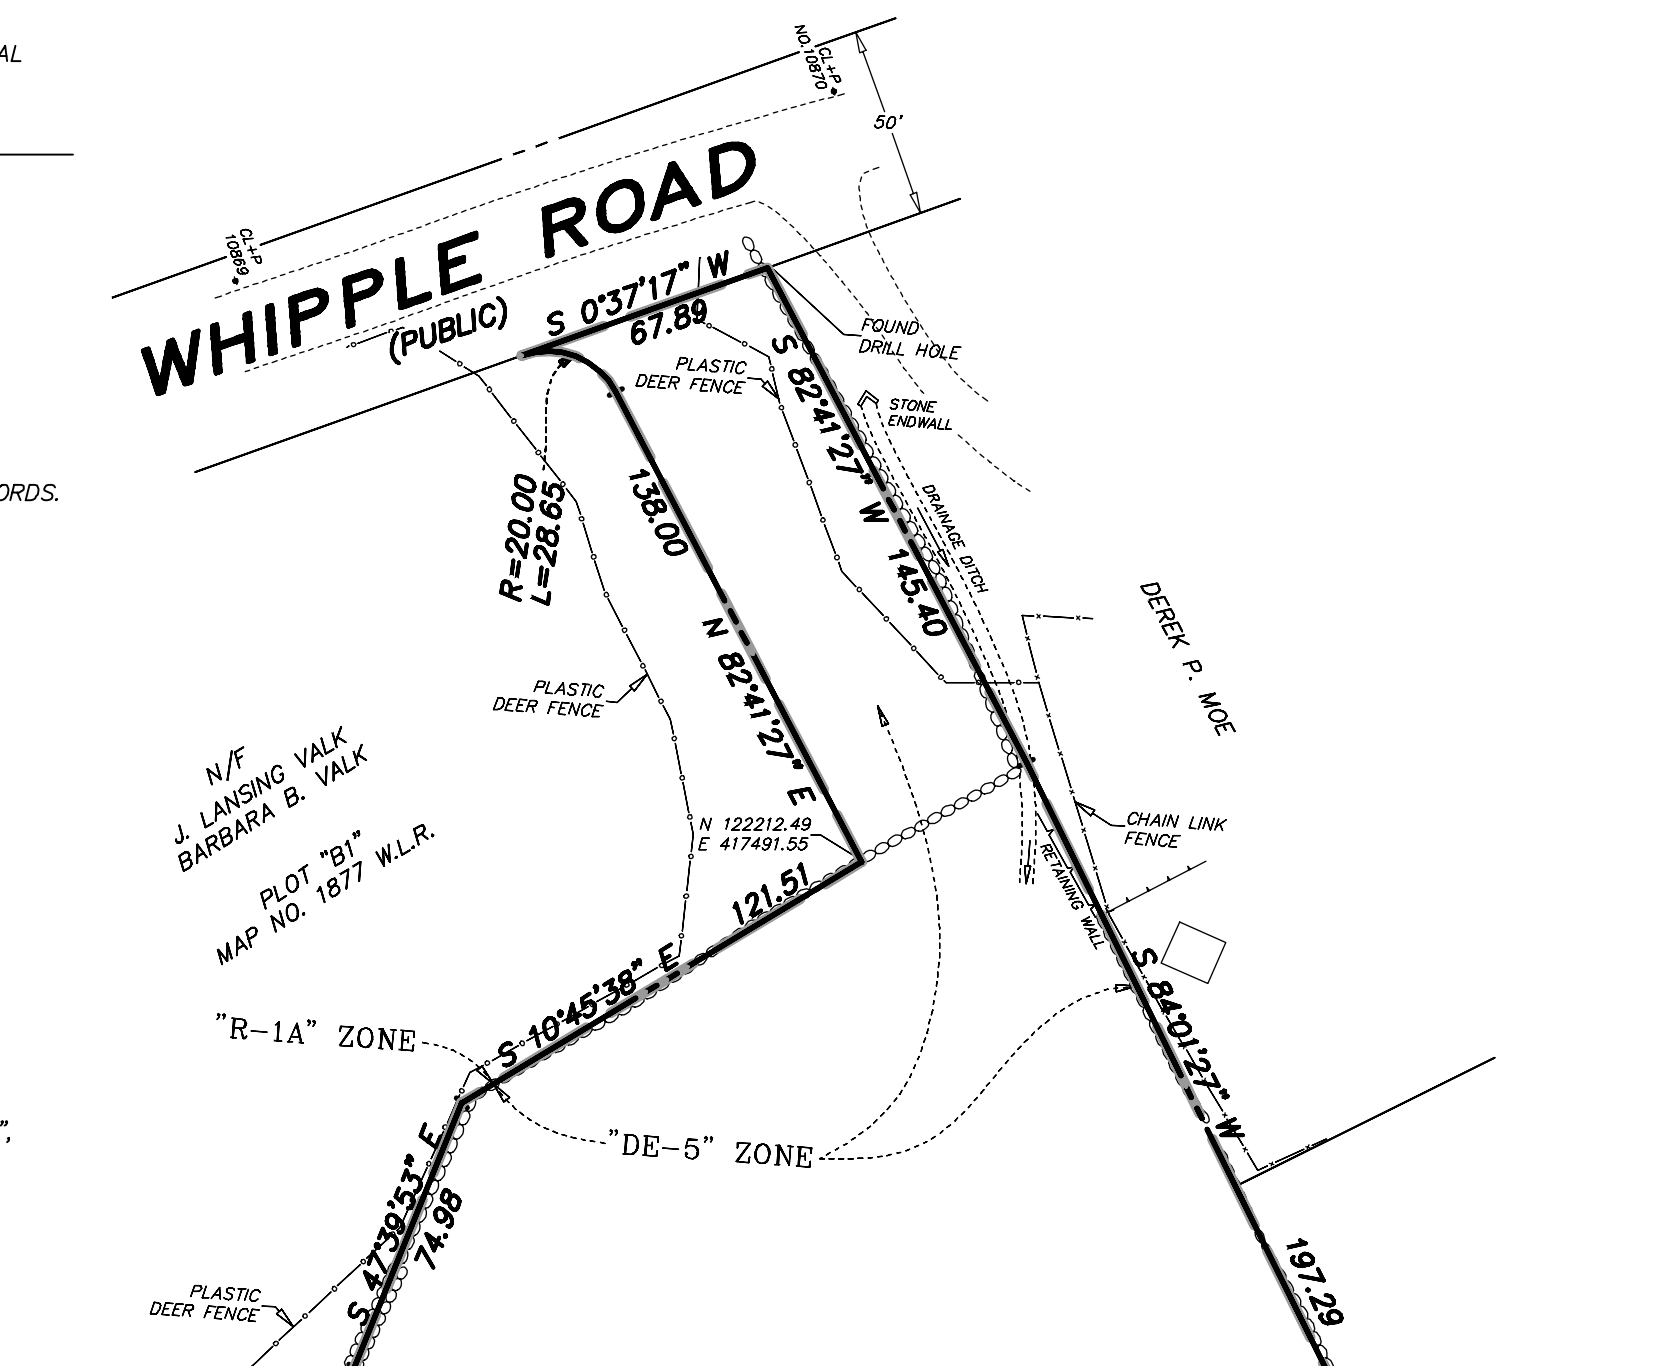 AL
CL+P
NO.10870
50'
WHIPPLE ROAD
(PUBLIC)
CL+P
10869
S 0°37'17" W
67.89
FOUND
DRILL HOLE
PLASTIC
DEER FENCE
STONE
ENDWALL
S 82°41'27" W 145.40
DRAINAGE DITCH
ORDS.
R=20.00
L=28.65
138.00
N 82°41'27" E
DEREK P. MOE
PLASTIC
DEER FENCE
N/F
J. LANSING VALK
BARBARA B. VALK
PLOT "B1"
MAP NO. 1877 W.L.R.
N 122212.49
E 417491.55
CHAIN LINK
FENCE
RETAINING WALL
121.51
S 10°45'38" E
S 84°01'27" W
197.29
"R-1A" ZONE
"DE-5" ZONE
",
S 47°39'53" E
74.98
PLASTIC
DEER FENCE